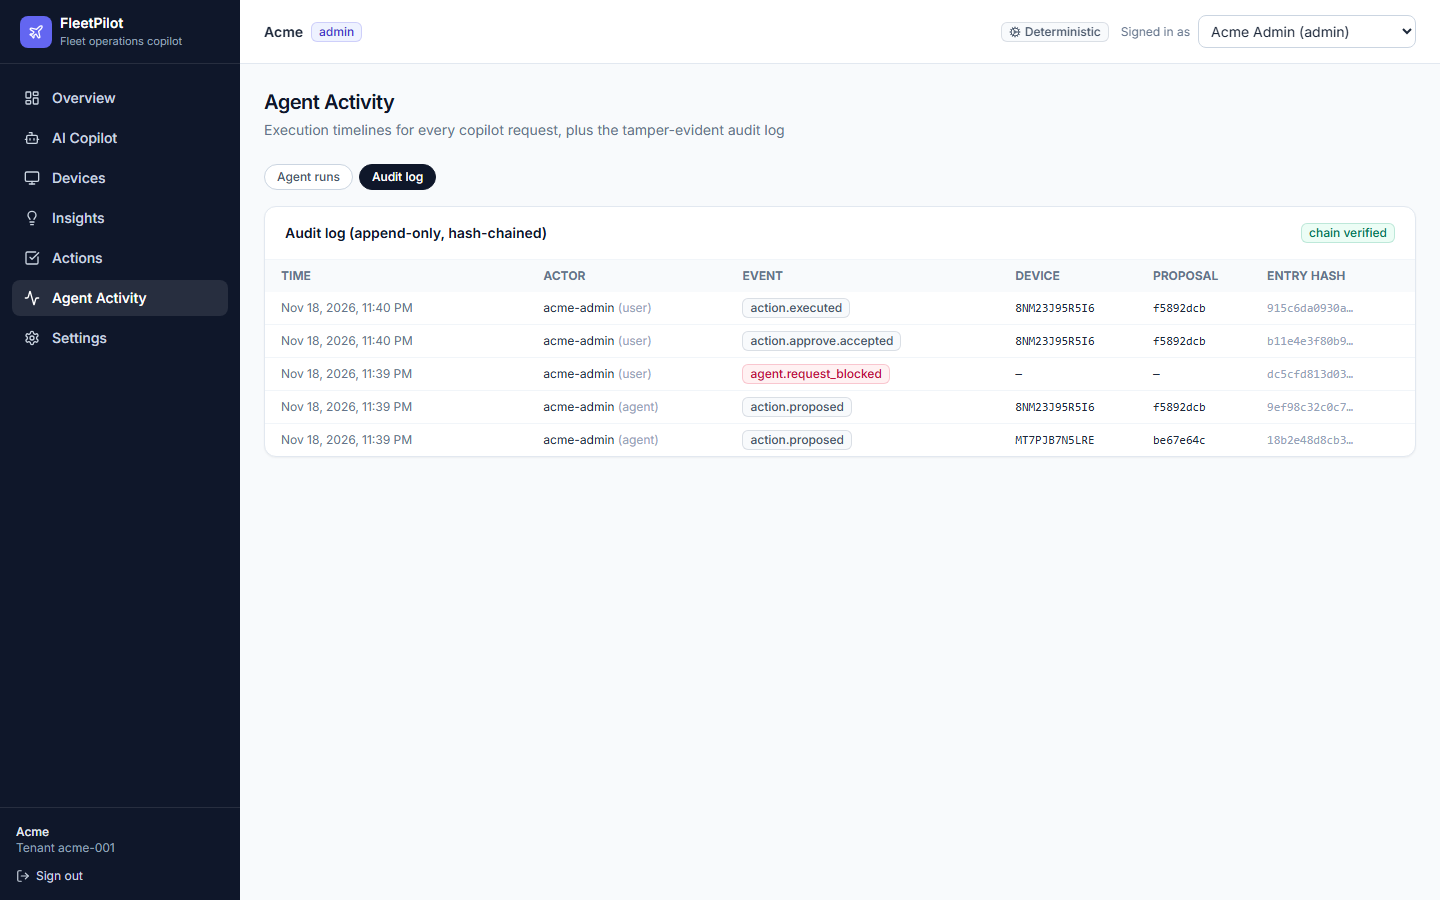 FleetPilot
Fleet operations copilot
Overview
AI Copilot
Devices
Insights
Actions
Agent Activity
Settings
Acme
Tenant acme-001
Sign out
Acme admin
Deterministic Signed in as Acme Admin (admin)
Agent Activity
Execution timelines for every copilot request, plus the tamper-evident audit log
Agent runs Audit log
Audit log (append-only, hash-chained) chain verified
TIME ACTOR EVENT DEVICE PROPOSAL ENTRY HASH
Nov 18, 2026, 11:40 PM acme-admin (user) action.executed 8NM23J95R5I6 f5892dcb 915c6da0930a…
Nov 18, 2026, 11:40 PM acme-admin (user) action.approve.accepted 8NM23J95R5I6 f5892dcb b11e4e3f80b9…
Nov 18, 2026, 11:39 PM acme-admin (user) agent.request_blocked — — dc5cfd813d03…
Nov 18, 2026, 11:39 PM acme-admin (agent) action.proposed 8NM23J95R5I6 f5892dcb 9ef98c32c0c7…
Nov 18, 2026, 11:39 PM acme-admin (agent) action.proposed MT7PJB7N5LRE be67e64c 18b2e48d8cb3…